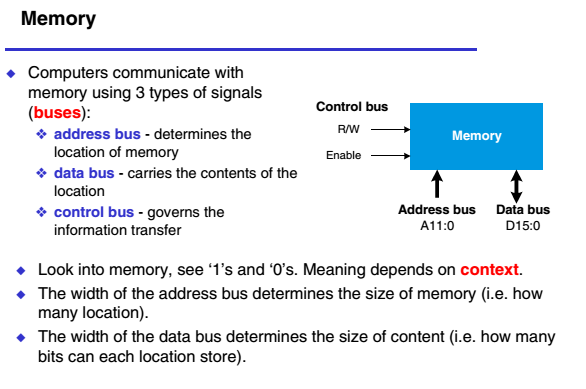 Memory
Computers communicate with
memory using 3 types of signals
(buses):
address bus - determines the
location of memory
data bus - carries the contents of the
location
control bus - governs the
information transfer
Control bus
R/W
Enable
Memory
Address bus
A11:0
Data bus
D15:0
Look into memory, see ‘1’s and ‘0’s. Meaning depends on context.
The width of the address bus determines the size of memory (i.e. how
many location).
The width of the data bus determines the size of content (i.e. how many
bits can each location store).